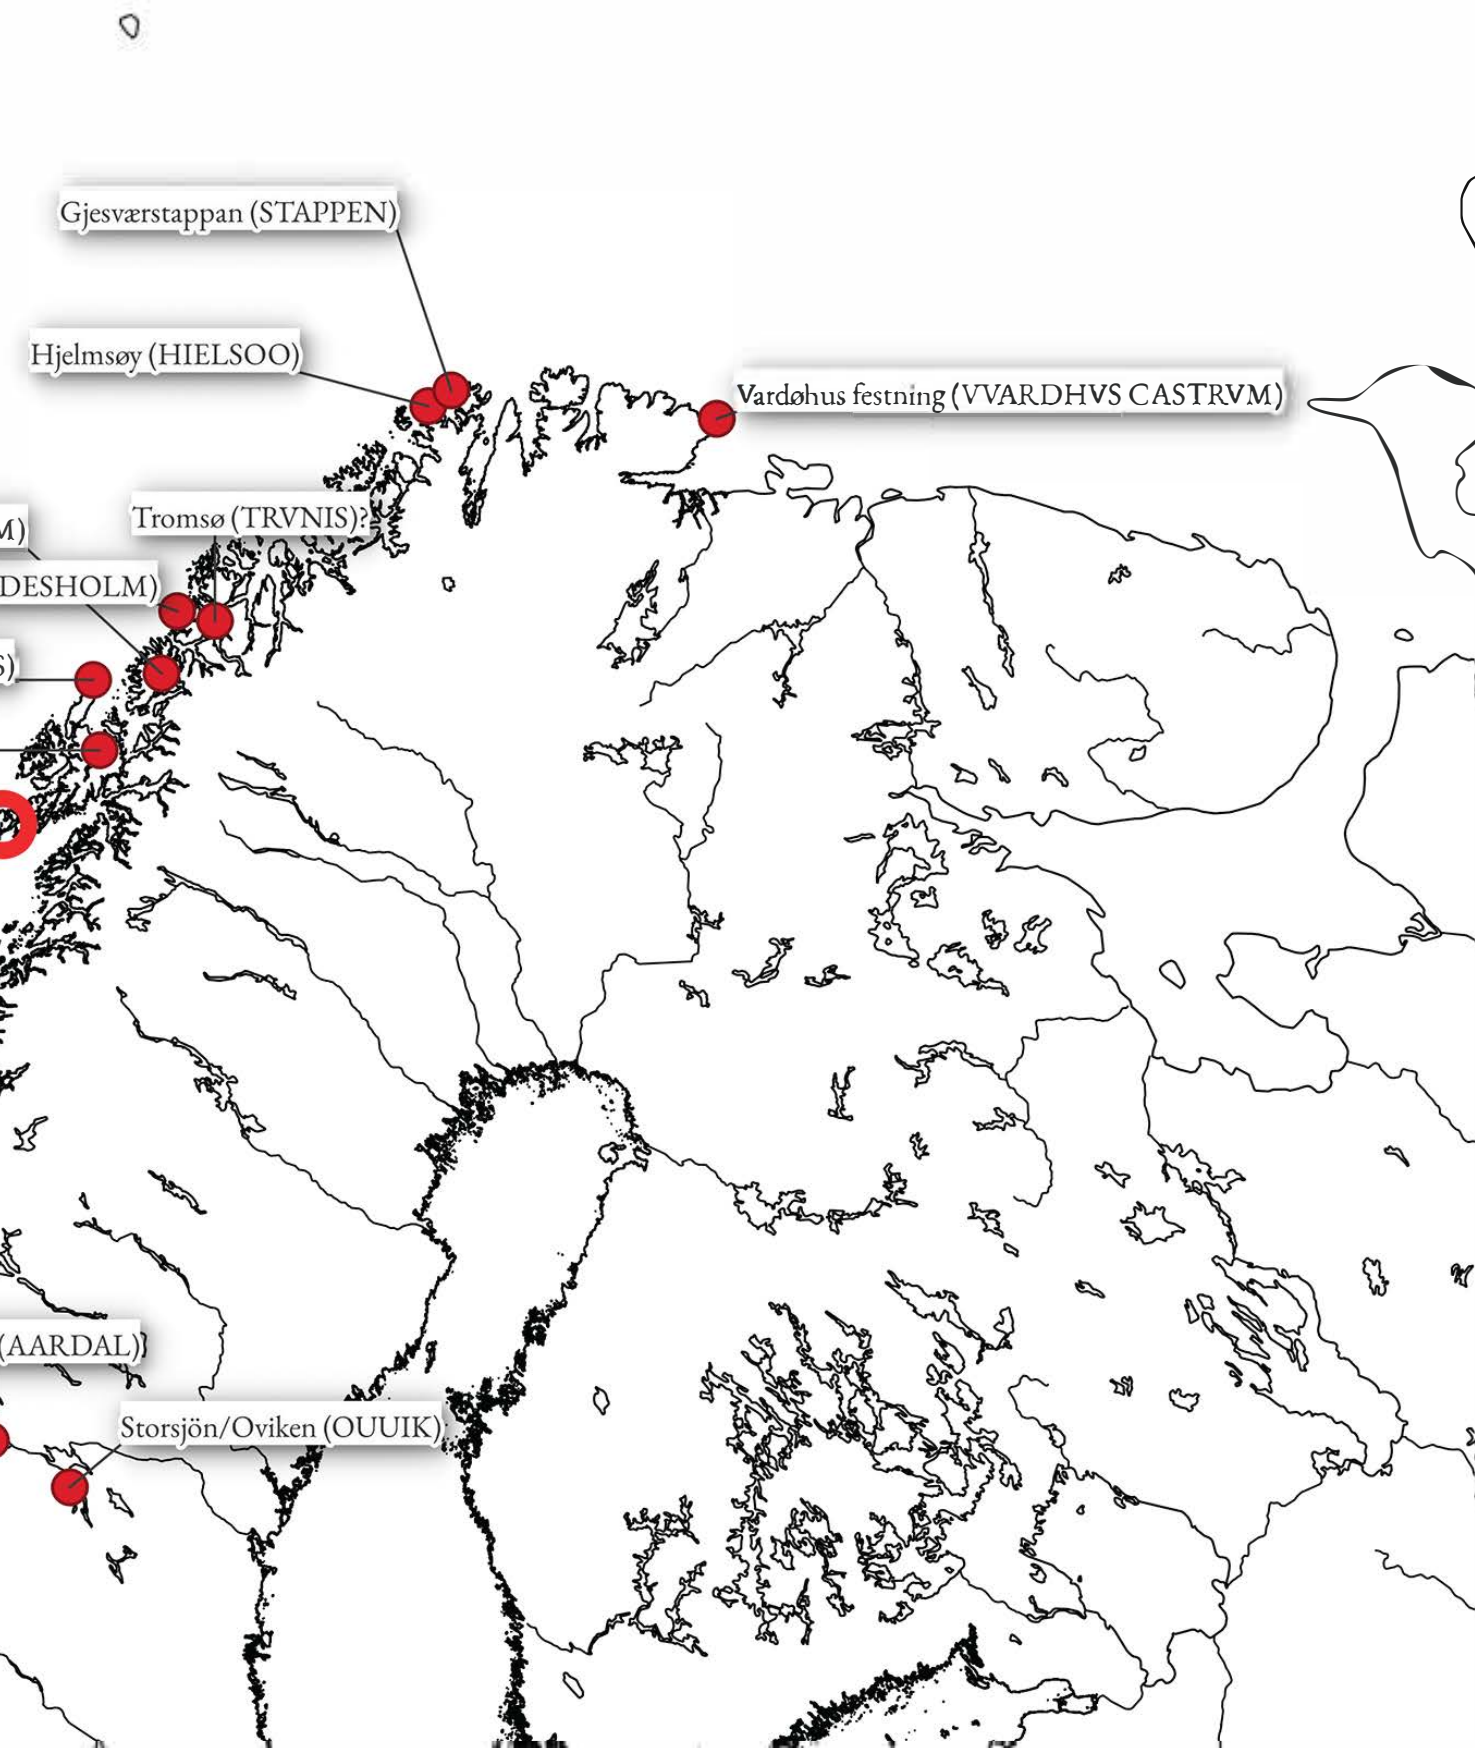 Gjesværstappan (STAPPEN)
Hjelmsøy (HIELSOO)
Vardøhus festning (VVARDHVS CASTRVM)
Tromsø (TRVNIS)?
M)
DESHOLM)
S)
(AARDAL)
Storsjön/Oviken (OUUIK)